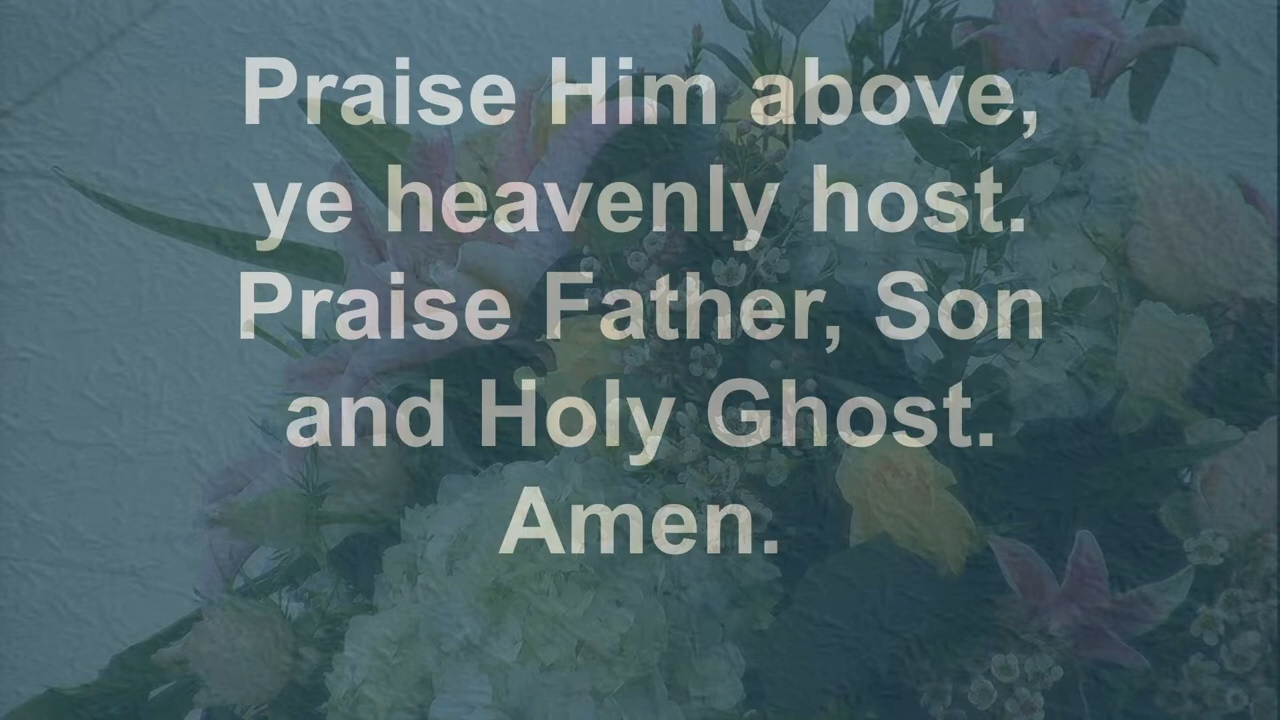 Praise Him above,
ye heavenly host.
Praise Father, Son
and Holy Ghost.
Amen.